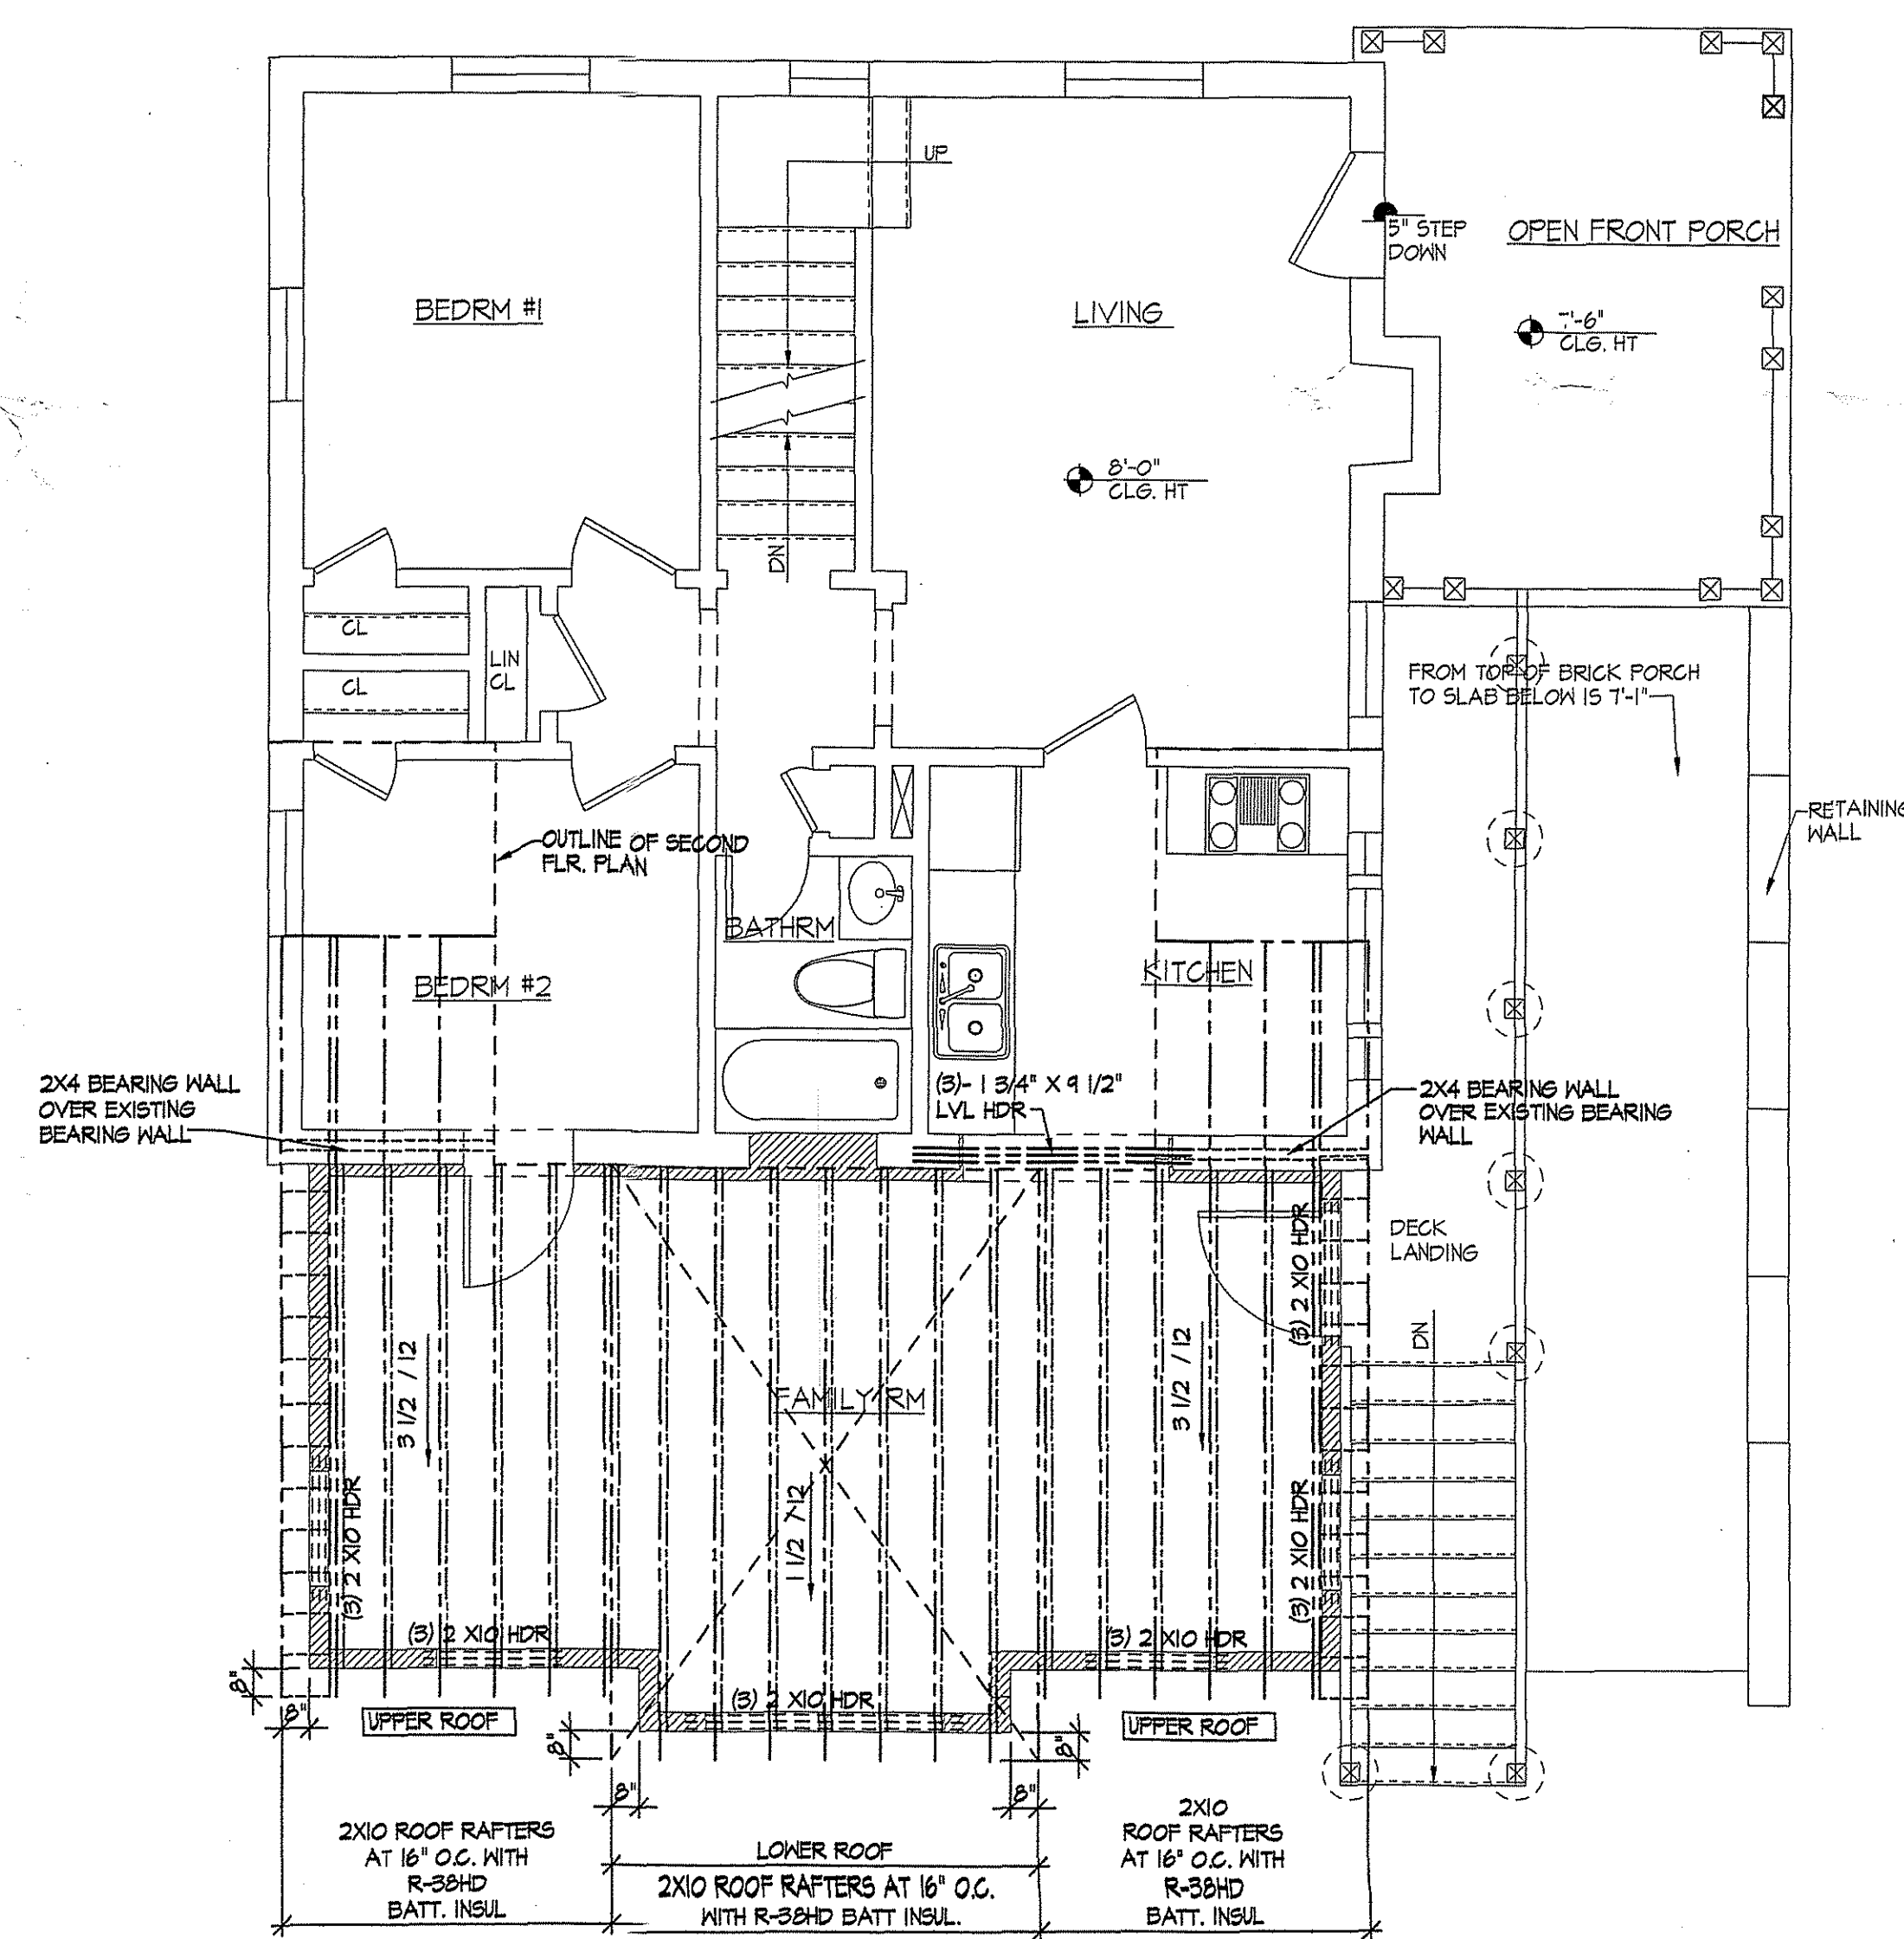 UP
5" STEP
DOWN
OPEN FRONT PORCH
BEDRM #1
LIVING
7'-6"
CLG. HT
8'-0"
CLG. HT
DN
CL
LIN
CL
CL
FROM TOP OF BRICK PORCH
TO SLAB BELOW IS 7'-1"
RETAINING
WALL
OUTLINE OF SECOND
FLR. PLAN
BATHRM
KITCHEN
BEDRM #2
2X4 BEARING WALL
OVER EXISTING
BEARING WALL
(3)- 1 3/4" X 9 1/2"
LVL HDR
2X4 BEARING WALL
OVER EXISTING BEARING
WALL
DECK
LANDING
(3) 2 X10 HDR
DN
3 1/2 /12
3 1/2 /12
FAMILY RM
1 1/2 /12
(3) 2 X10 HDR
(3) 2 X10 HDR
(3) 2 X10 HDR
(3) 2 X10 HDR
(3) 2 X10 HDR
8"
8"
UPPER ROOF
UPPER ROOF
8"
8"
8"
8"
2X10 ROOF RAFTERS
AT 16" O.C. WITH
R-38HD
BATT. INSUL
LOWER ROOF
2X10 ROOF RAFTERS AT 16" O.C.
WITH R-38HD BATT INSUL.
2X10
ROOF RAFTERS
AT 16" O.C. WITH
R-38HD
BATT. INSUL